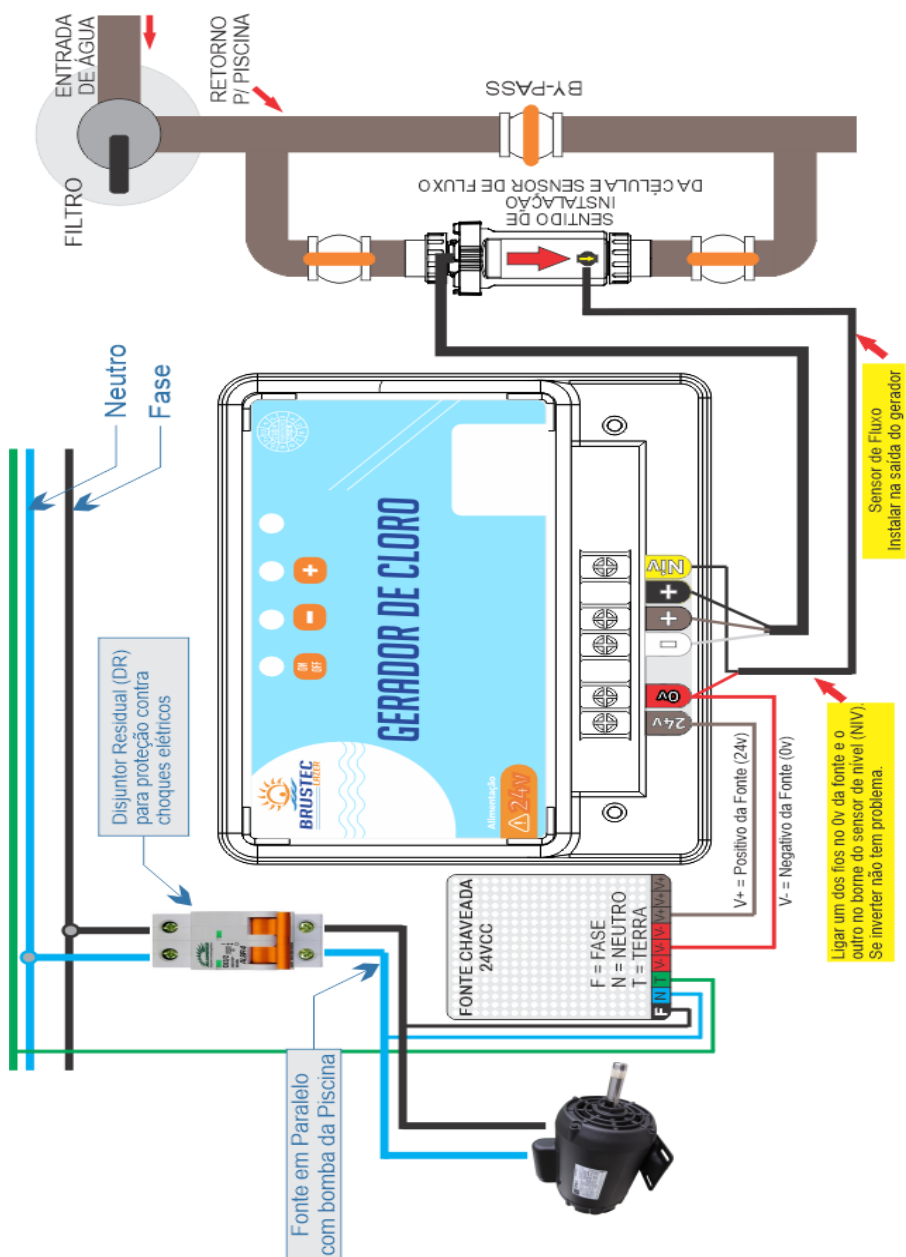 ENTRADA
DE ÁGUA
FILTRO
RETORNO
P/ PISCINA
BY-PASS
SENTIDO DE
INSTALAÇÃO
DA CÉLULA E SENSOR DE FLUXO
Neutro
Fase
Disjuntor Residual (DR)
para proteção contra
choques elétricos
Fonte em Paralelo
com bomba da Piscina
BRUSTEC
LAZER
GERADOR DE CLORO
ON
OFF
-
+
Alimentação
24v
24v
0v
-
+
+
Nív
FONTE CHAVEADA
24VCC
F = FASE
N = NEUTRO
T = TERRA
F N T V- V- V- V+ V+ V+
V+ = Positivo da Fonte (24v)
V- = Negativo da Fonte (0v)
Sensor de Fluxo
Instalar na saída do gerador
Ligar um dos fios no 0v da fonte e o
outro no borne do sensor de nível (NIV).
Se inverter não tem problema.